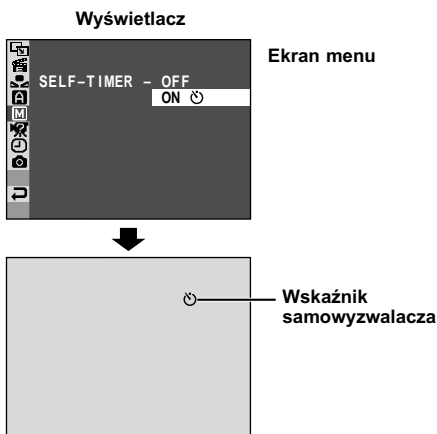 Wyświetlacz
Ekran menu
SELF-TIMER – OFF
ON
A
M
Wskaźnik
samowyzwalacza